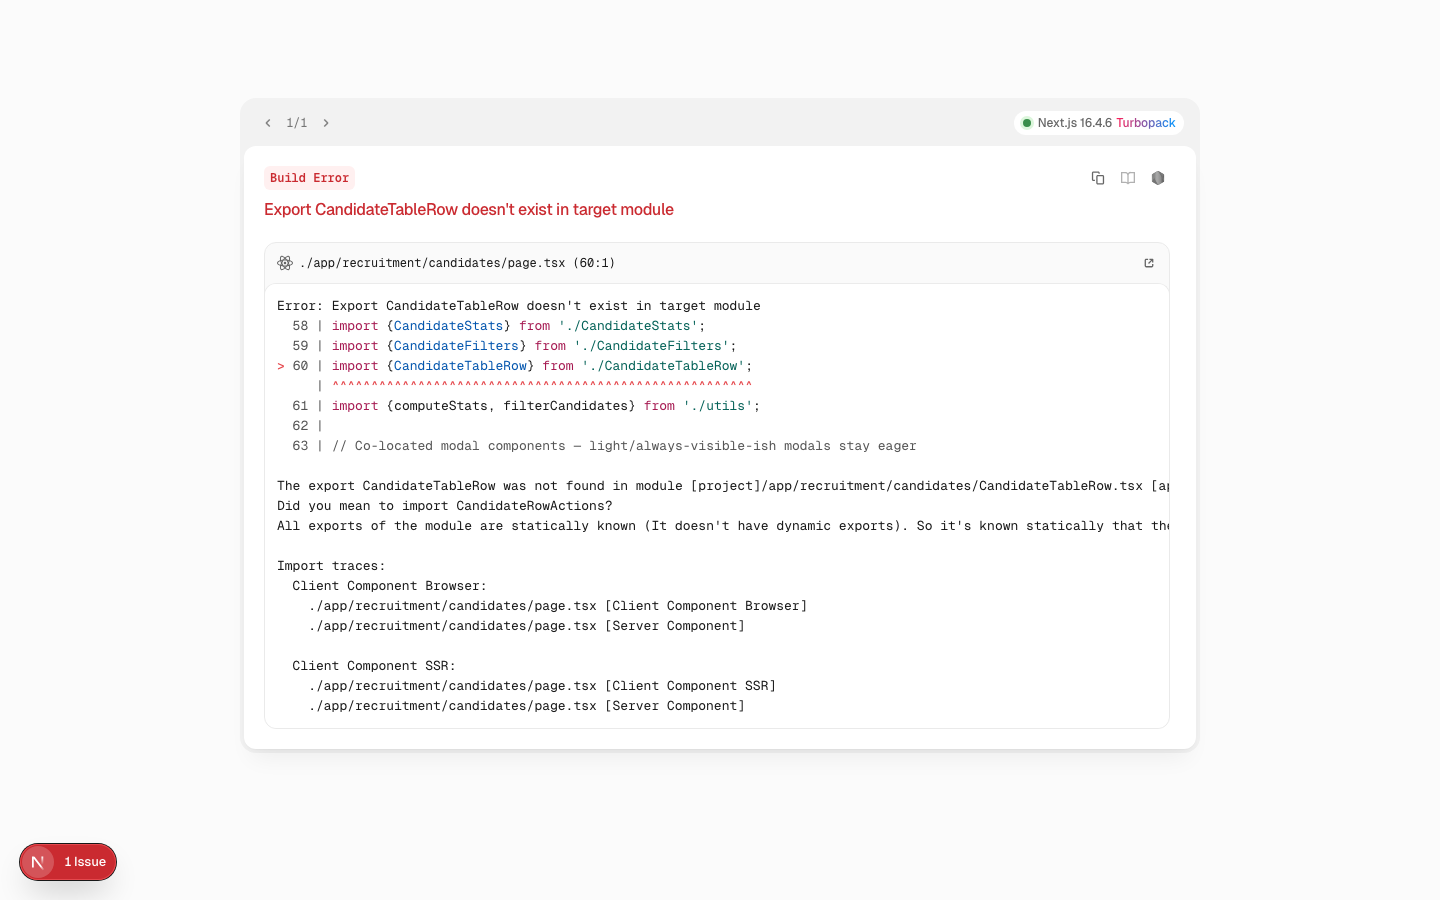 1/1
Next.js 16.4.6 Turbopack
Build Error
Export CandidateTableRow doesn't exist in target module
./app/recruitment/candidates/page.tsx (60:1)
Error: Export CandidateTableRow doesn't exist in target module
58 | import {CandidateStats} from './CandidateStats';
59 | import {CandidateFilters} from './CandidateFilters';
> 60 | import {CandidateTableRow} from './CandidateTableRow';
| ^^^^^^^^^^^^^^^^^^^^^^^^^^^^^^^^^^^^^^^^^^^^^^^^^^^^^^
61 | import {computeStats, filterCandidates} from './utils';
62 |
63 | // Co-located modal components — light/always-visible-ish modals stay eager
The export CandidateTableRow was not found in module [project]/app/recruitment/candidates/CandidateTableRow.tsx [ap
Did you mean to import CandidateRowActions?
All exports of the module are statically known (It doesn't have dynamic exports). So it's known statically that the
Import traces:
Client Component Browser:
./app/recruitment/candidates/page.tsx [Client Component Browser]
./app/recruitment/candidates/page.tsx [Server Component]
Client Component SSR:
./app/recruitment/candidates/page.tsx [Client Component SSR]
./app/recruitment/candidates/page.tsx [Server Component]
N 1 Issue